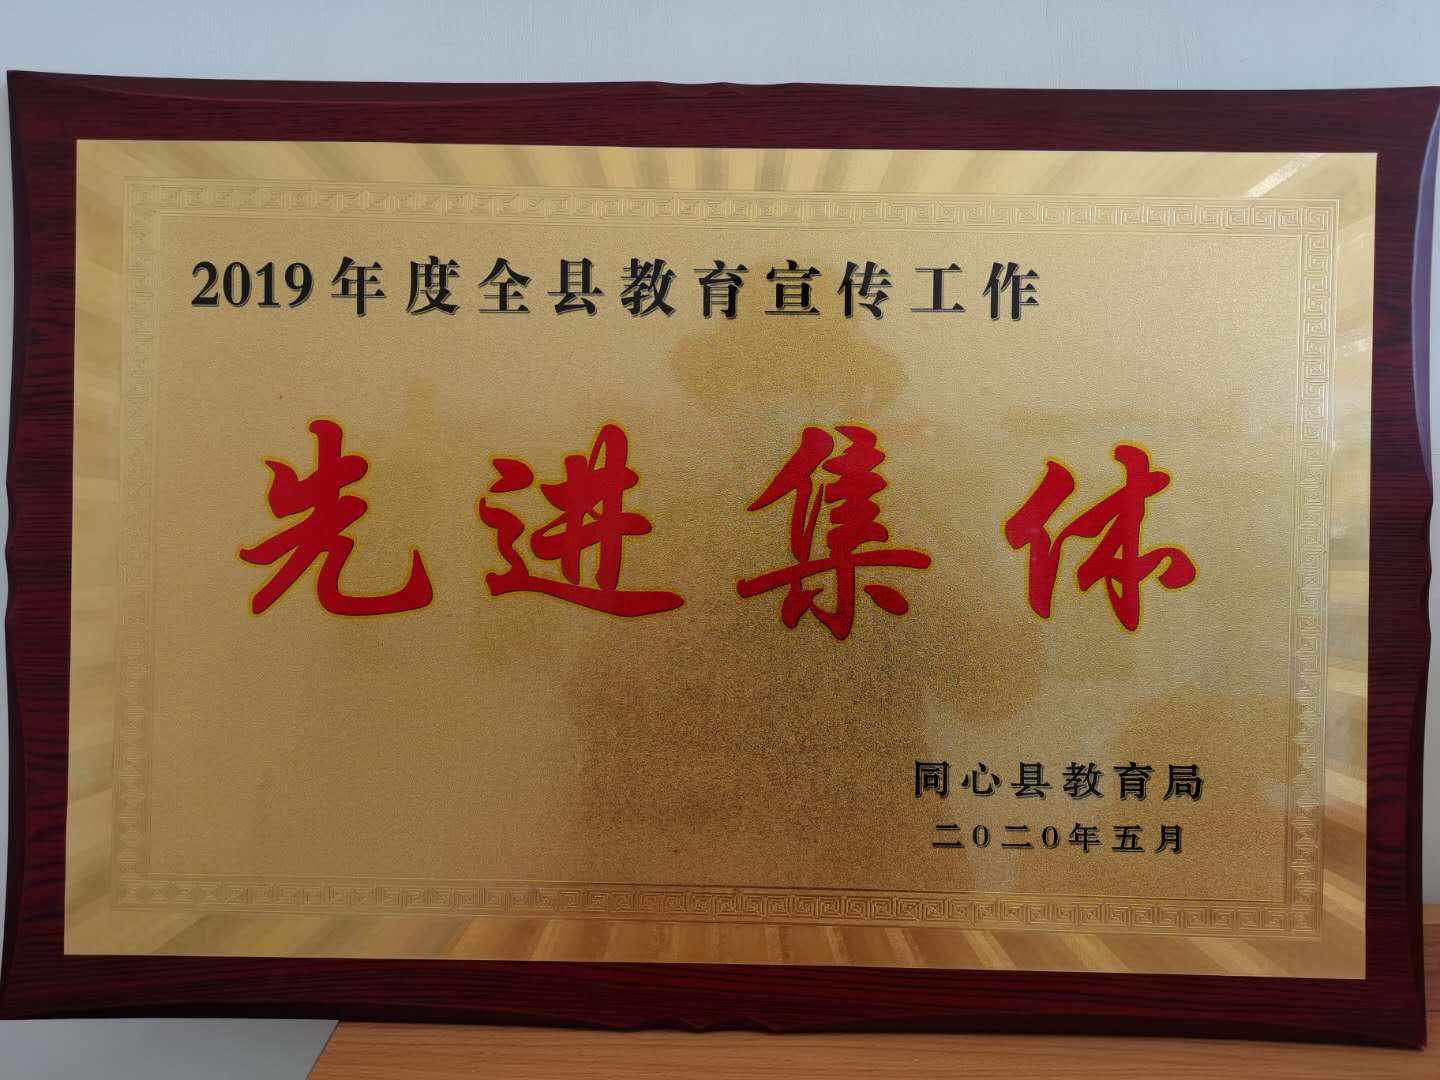 2019年度全县教育宣传工作
先进集体
同心县教育局
二〇二〇年五月